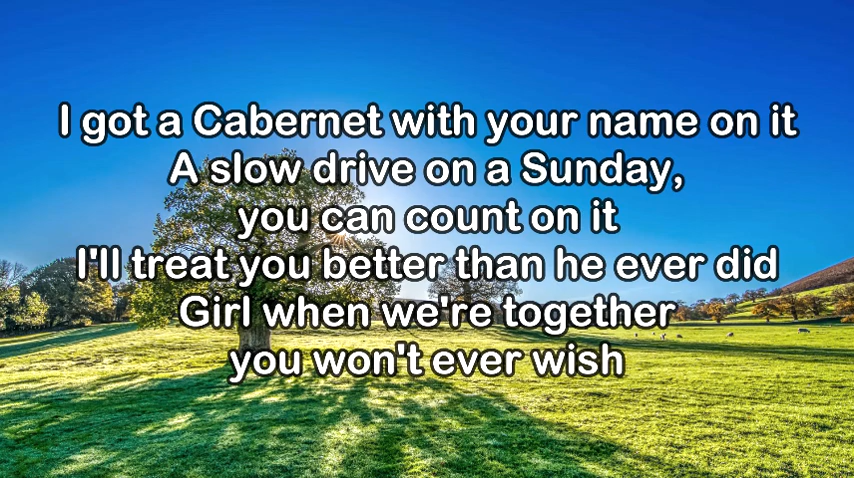 I got a Cabernet with your name on it
A slow drive on a Sunday,
you can count on it
I'll treat you better than he ever did
Girl when we're together
you won't ever wish